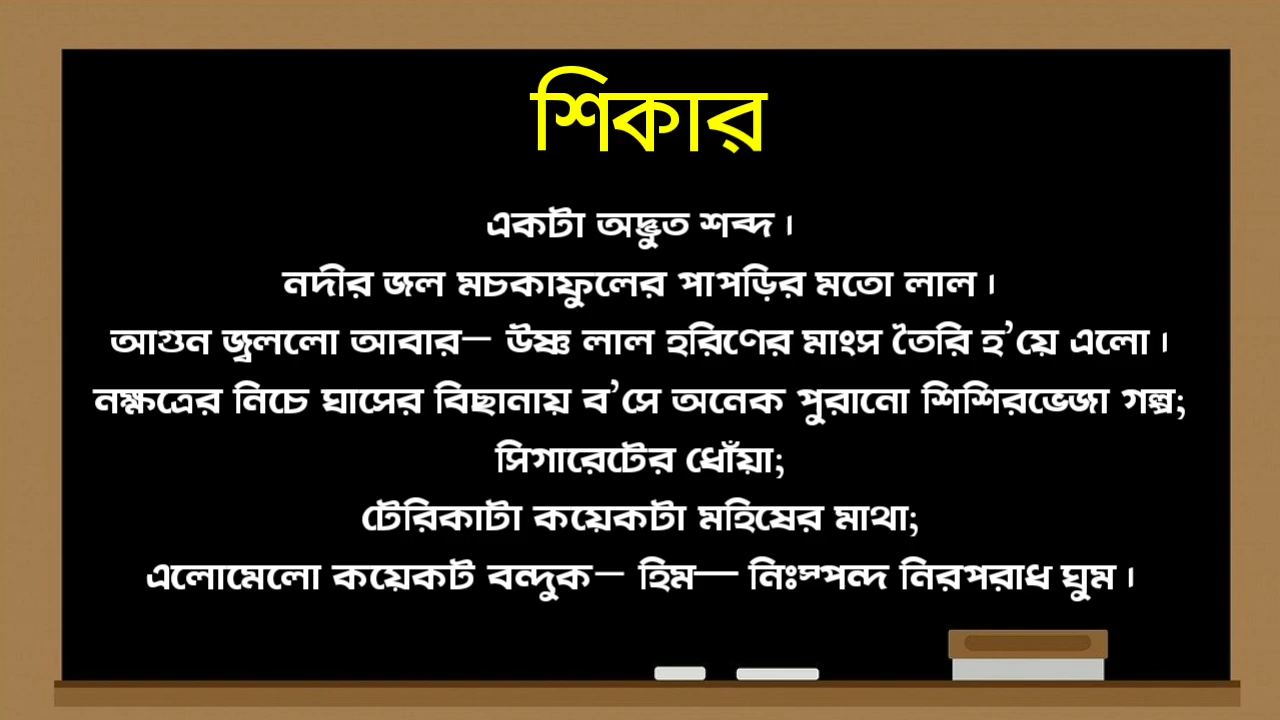 শিকার
একটা অদ্ভুত শব্দ।
নদীর জল মচকাফুলের পাপড়ির মতো লাল।
আগুন জ্বললো আবার— উষ্ণ লাল হরিণের মাংস তৈরি হ’য়ে এলো।
নক্ষত্রের নিচে ঘাসের বিছানায় ব’সে অনেক পুরানো শিশিরভেজা গল্প;
সিগারেটের ধোঁয়া;
টেরিকাটা কয়েকটা মহিষের মাথা;
এলোমেলো কয়েকট বন্দুক— হিম— নিঃস্পন্দ নিরপরাধ ঘুম।